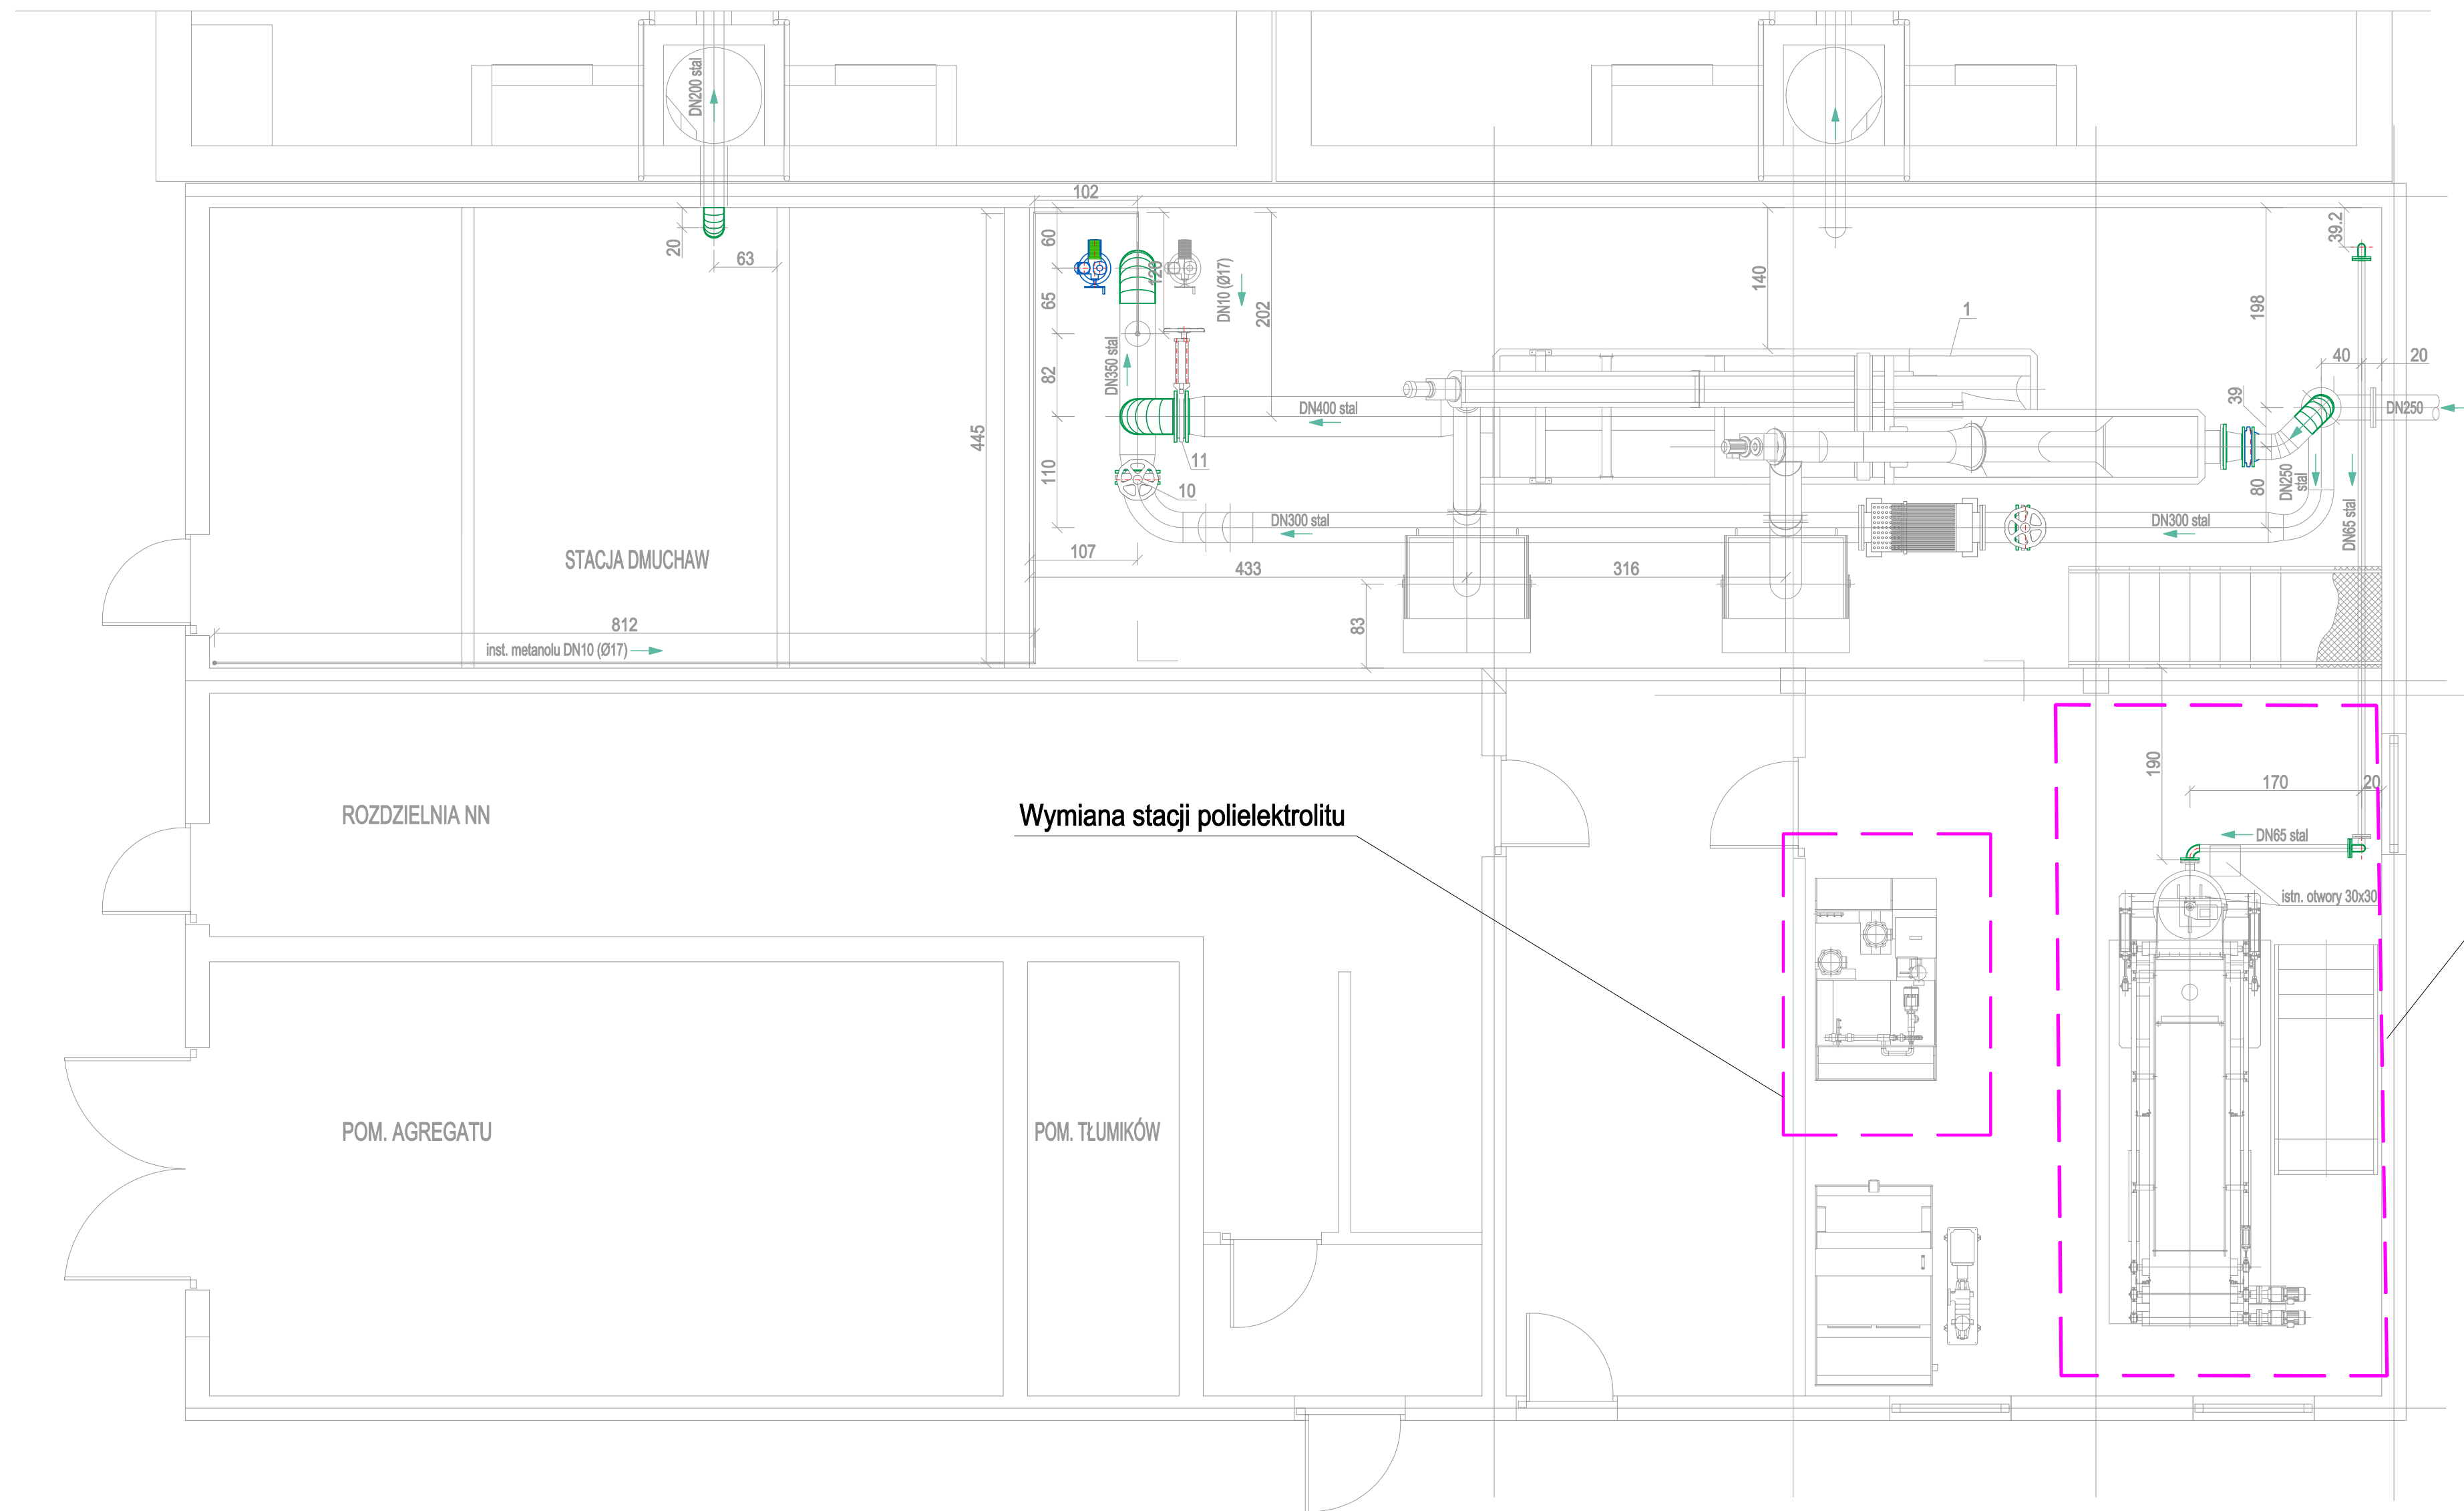 DN200 stal
102
20
63
60
120
65
DN10 (Ø17)
202
140
39.2
198
1
40
20
DN350 stal
82
DN400 stal
39
DN250
445
110
11
10
DN300 stal
80
DN250
stal
DN65 stal
DN300 stal
STACJA DMUCHAW
107
433
316
812
83
inst. metanolu DN10 (Ø17)
190
170
20
ROZDZIELNIA NN
Wymiana stacji polielektrolitu
DN65 stal
istn. otwory 30x30
POM. AGREGATU
POM. TŁUMIKÓW